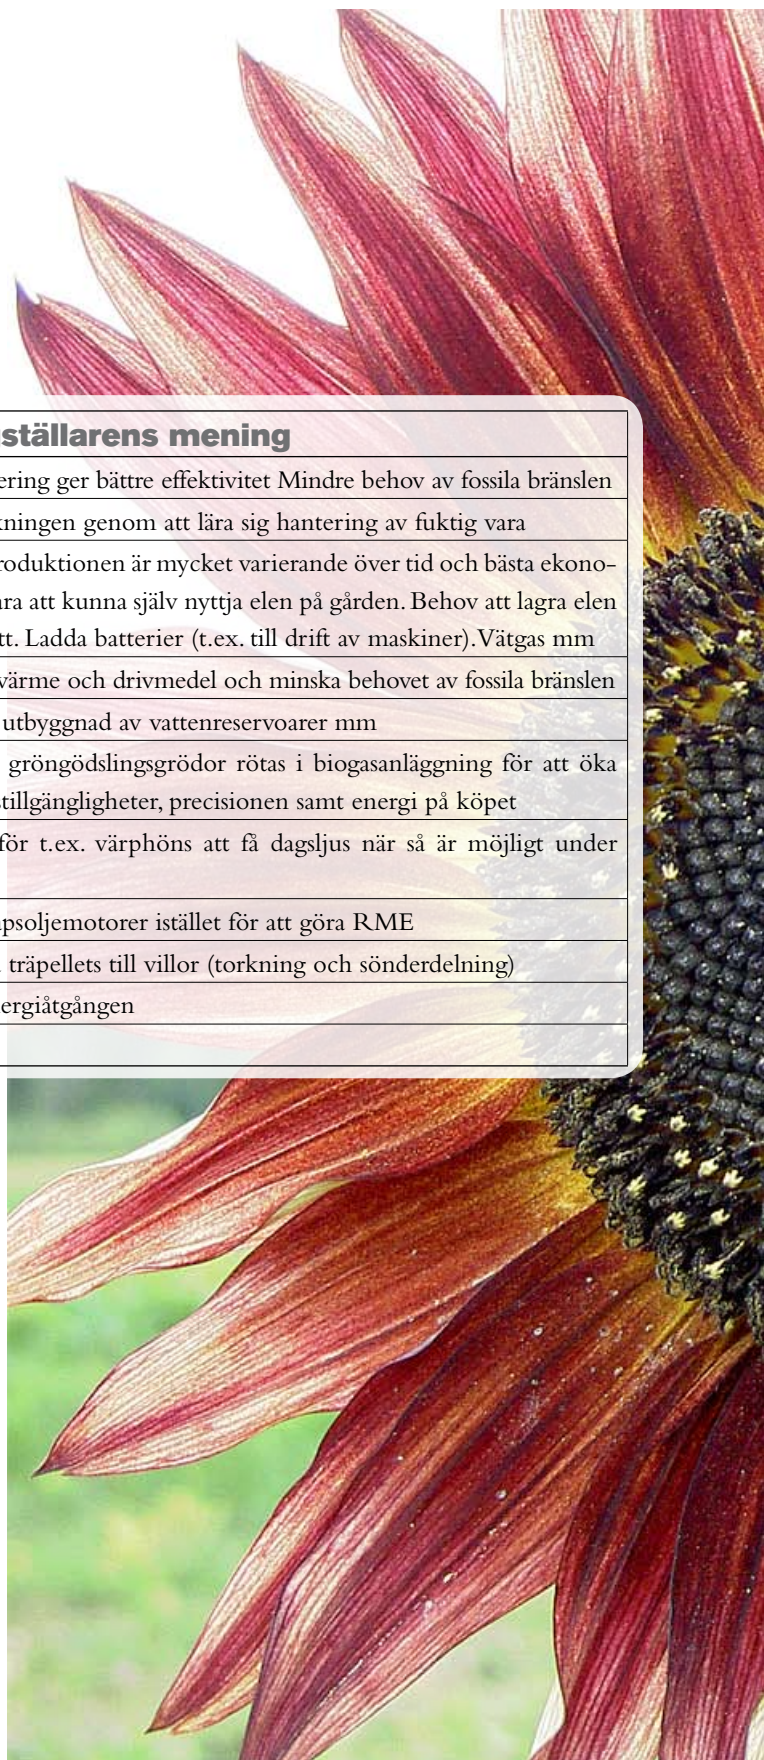 ställarens mening
ering ger bättre effektivitet Mindre behov av fossila bränslen
kningen genom att lära sig hantering av fuktig vara
roduktionen är mycket varierande över tid och bästa ekono-
ara att kunna själv nyttja elen på gården. Behov att lagra elen
tt. Ladda batterier (t.ex. till drift av maskiner). Vätgas mm
värme och drivmedel och minska behovet av fossila bränslen
utbyggnad av vattenreservoarer mm
gröngödslingsgrödor rötas i biogasanläggning för att öka
stillgängligheter, precisionen samt energi på köpet
för t.ex. värphöns att få dagsljus när så är möjligt under
apsoljemotorer istället för att göra RME
träpellets till villor (torkning och sönderdelning)
ergiåtgången